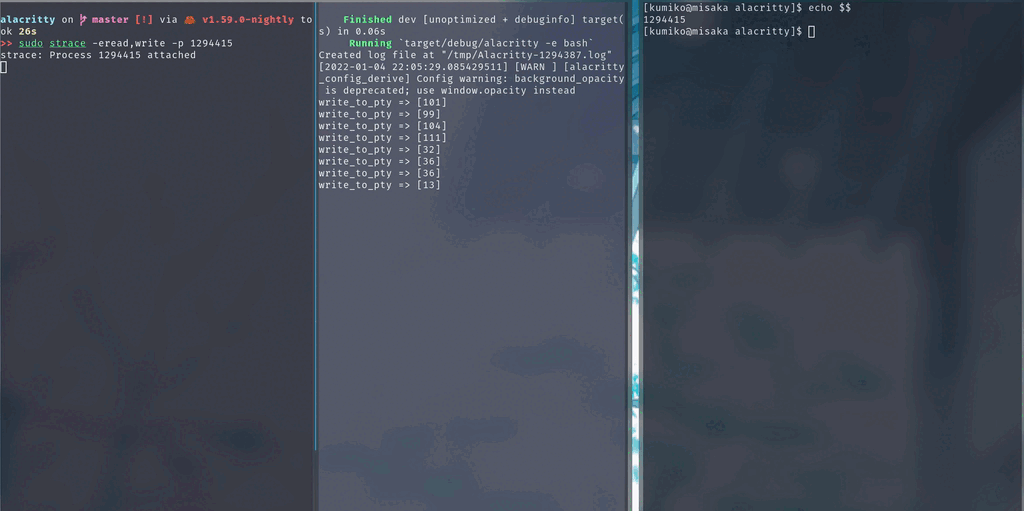 alacritty on master [!] via v1.59.0-nightly to
ok 26s
>> sudo strace -eread,write -p 1294415
strace: Process 1294415 attached
Finished dev [unoptimized + debuginfo] target(
s) in 0.06s
Running `target/debug/alacritty -e bash`
Created log file at "/tmp/Alacritty-1294387.log"
[2022-01-04 22:05:29.085429511] [WARN ] [alacritty
_config_derive] Config warning: background_opacity
is deprecated; use window.opacity instead
write_to_pty => [101]
write_to_pty => [99]
write_to_pty => [104]
write_to_pty => [111]
write_to_pty => [32]
write_to_pty => [36]
write_to_pty => [36]
write_to_pty => [13]
[kumiko@misaka alacritty]$ echo $$
1294415
[kumiko@misaka alacritty]$